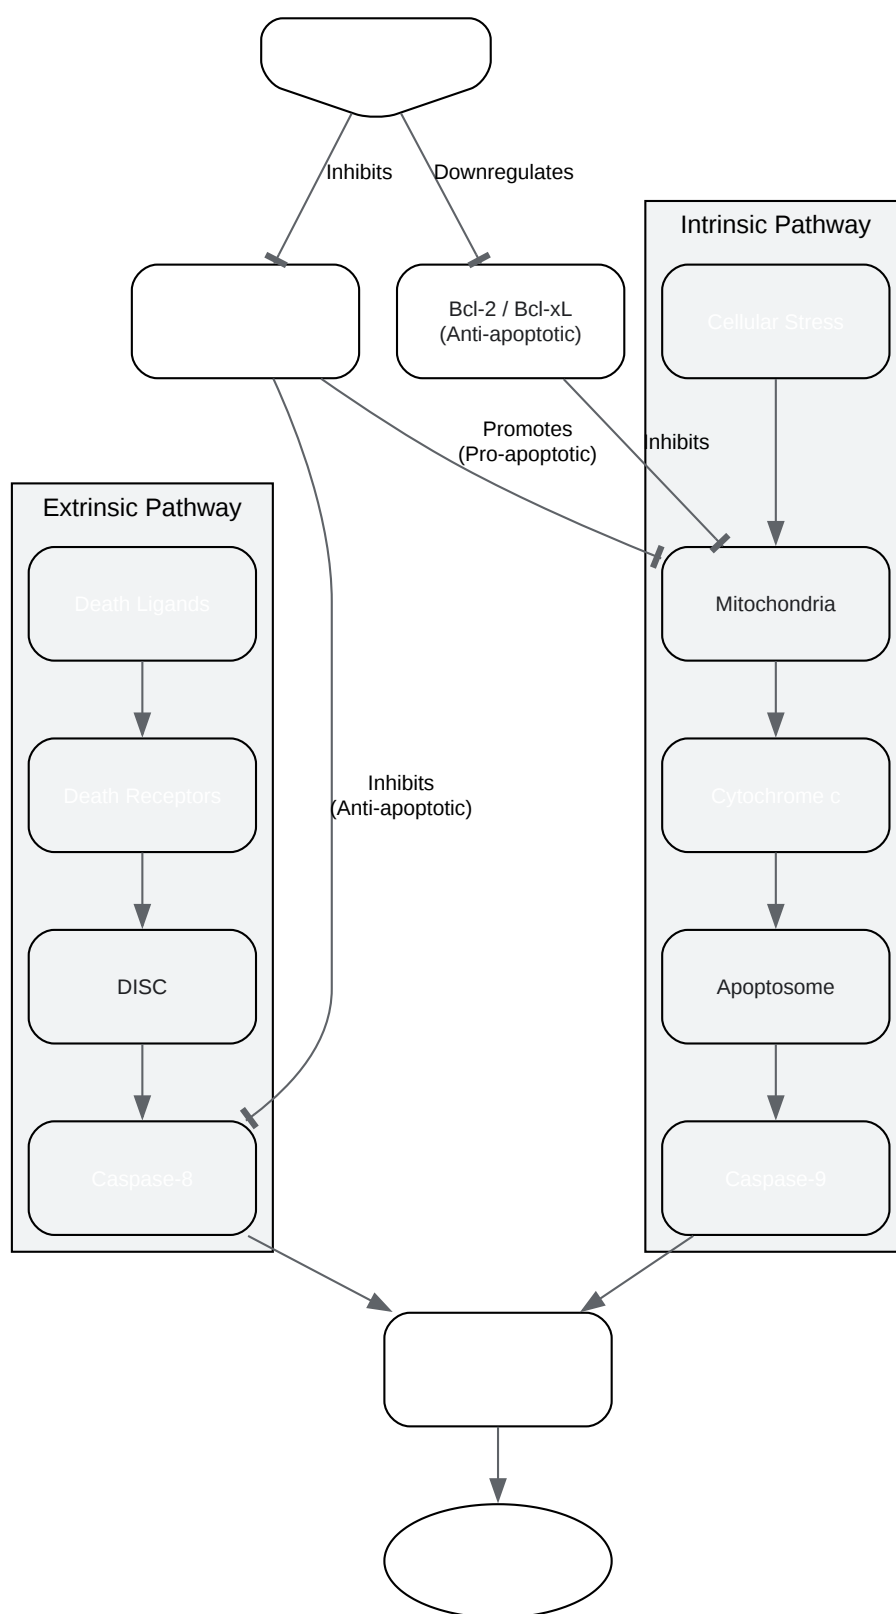 Inhibits
Downregulates
Intrinsic Pathway
Bcl-2 / Bcl-xL
(Anti-apoptotic)
Cellular Stress
Promotes
(Pro-apoptotic)
Inhibits
Extrinsic Pathway
Death Ligands
Mitochondria
Inhibits
(Anti-apoptotic)
Death Receptors
Cytochrome c
DISC
Apoptosome
Caspase-8
Caspase-9